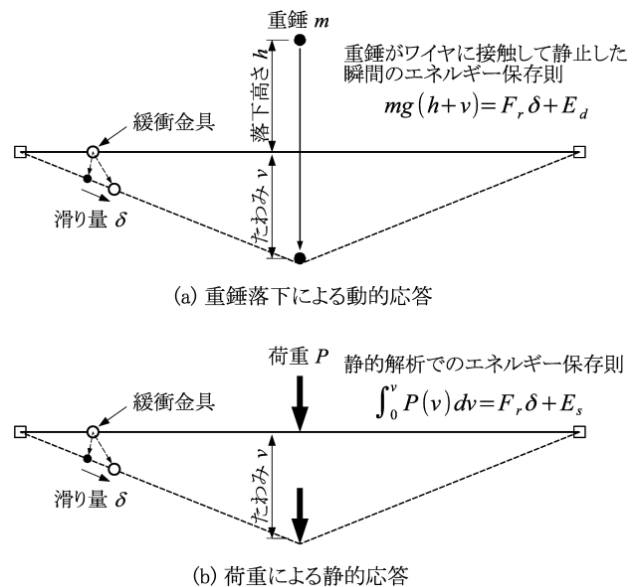 重錘 m
重錘がワイヤに接触して静止した
瞬間のエネルギー保存則
mg(h+v)=F_r δ+E_d
落下高さ h
緩衝金具
滑り量 δ
たわみ v
(a) 重錘落下による動的応答
荷重 P
静的解析でのエネルギー保存則
∫_0^v P(v)dv=F_r δ+E_s
緩衝金具
滑り量 δ
たわみ v
(b) 荷重による静的応答